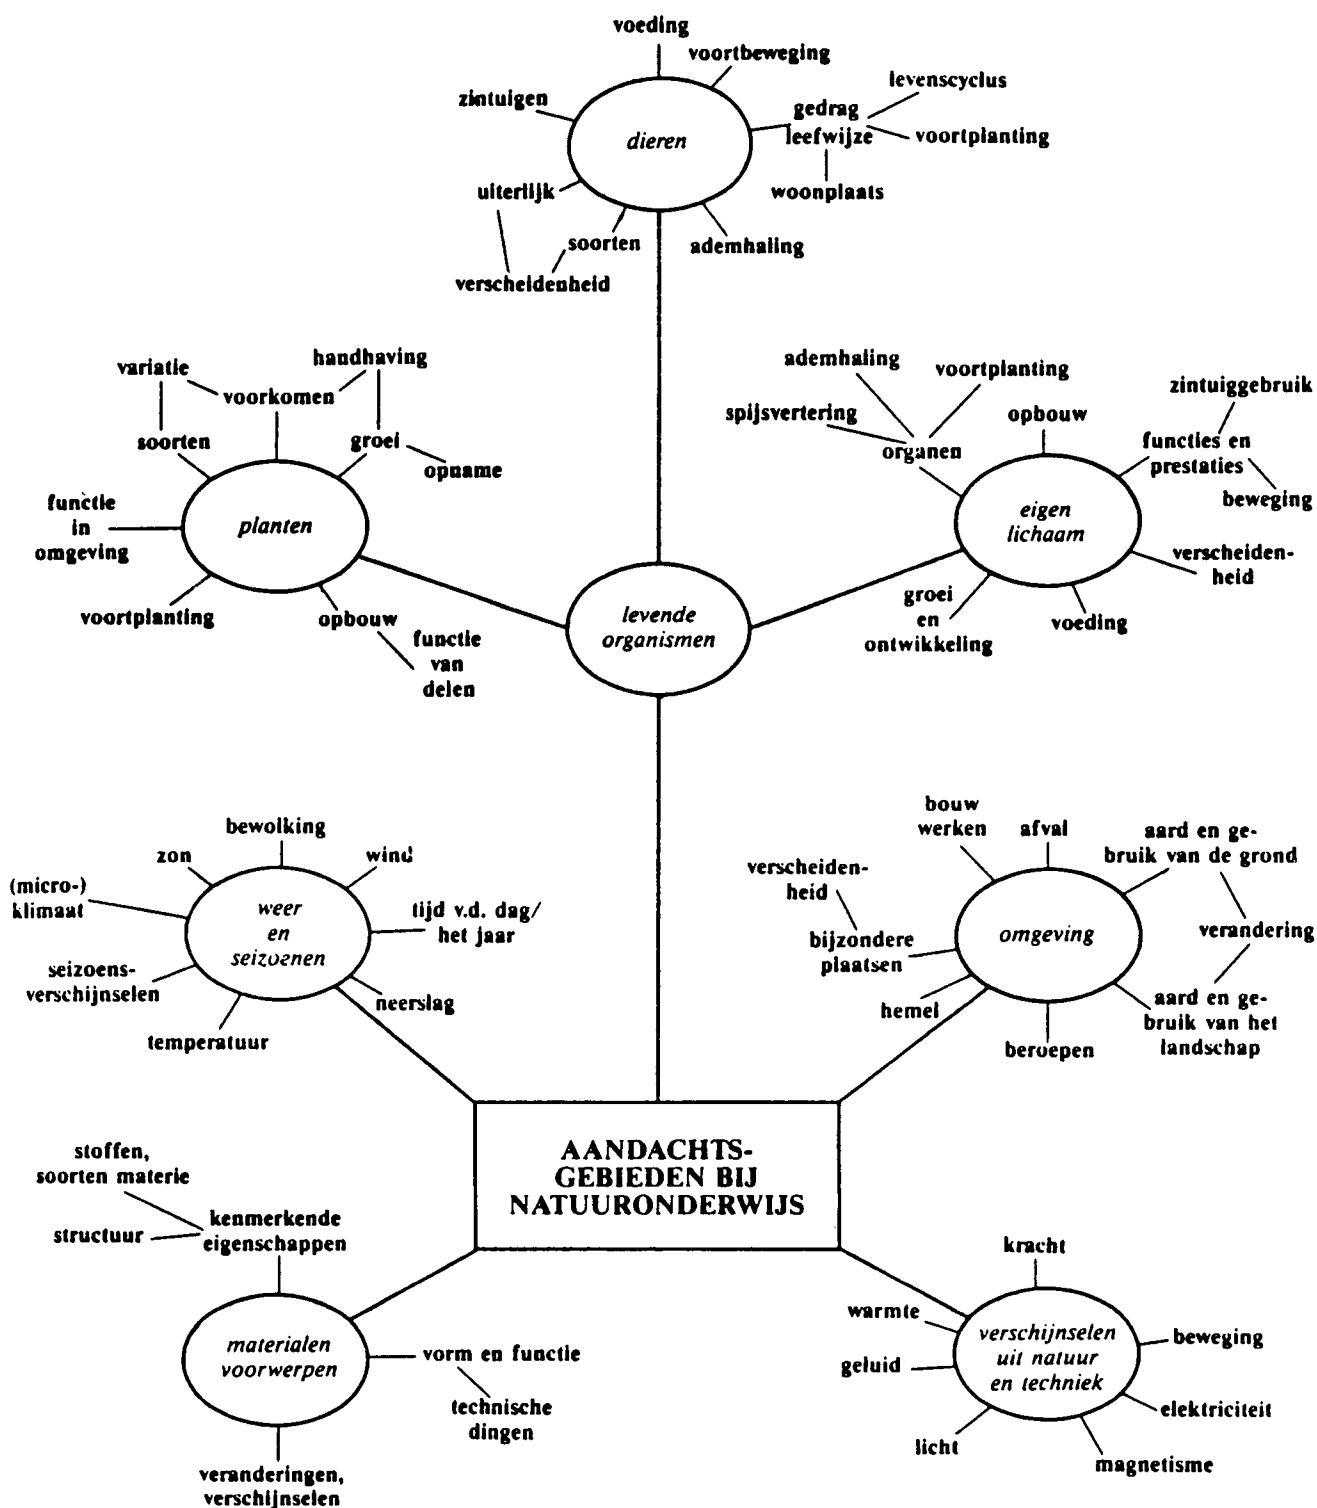 voeding
voortbeweging
zintuigen
levenscyclus
gedrag
leefwijze
voortplanting
dieren
woonplaats
uiterlijk
soorten
ademhaling
verscheidenheid
variatie
handhaving
voorkomen
soorten
groei
opname
functie
in
omgeving
planten
voortplanting
opbouw
functie
van
delen
ademhaling
voortplanting
zintuiggebruik
spijsvertering
opbouw
organen
functies en
prestaties
beweging
eigen
lichaam
verscheiden-
heid
groei
en
ontwikkeling
voeding
levende
organismen
bewolking
zon
wind
(micro-)
klimaat
weer
en
seizoenen
tijd v.d. dag/
het jaar
seizoens-
verschijnselen
neerslag
temperatuur
bouw
werken
afval
aard en ge-
bruik van de grond
verscheiden-
heid
omgeving
verandering
bijzondere
plaatsen
hemel
aard en ge-
bruik van het
landschap
beroepen
AANDACHTS-
GEBIEDEN BIJ
NATUURONDERWIJS
stoffen,
soorten materie
structuur
kenmerkende
eigenschappen
materialen
voorwerpen
vorm en functie
technische
dingen
veranderingen,
verschijnselen
kracht
warmte
geluid
verschijnselen
uit natuur
en techniek
beweging
elektriciteit
licht
magnetisme